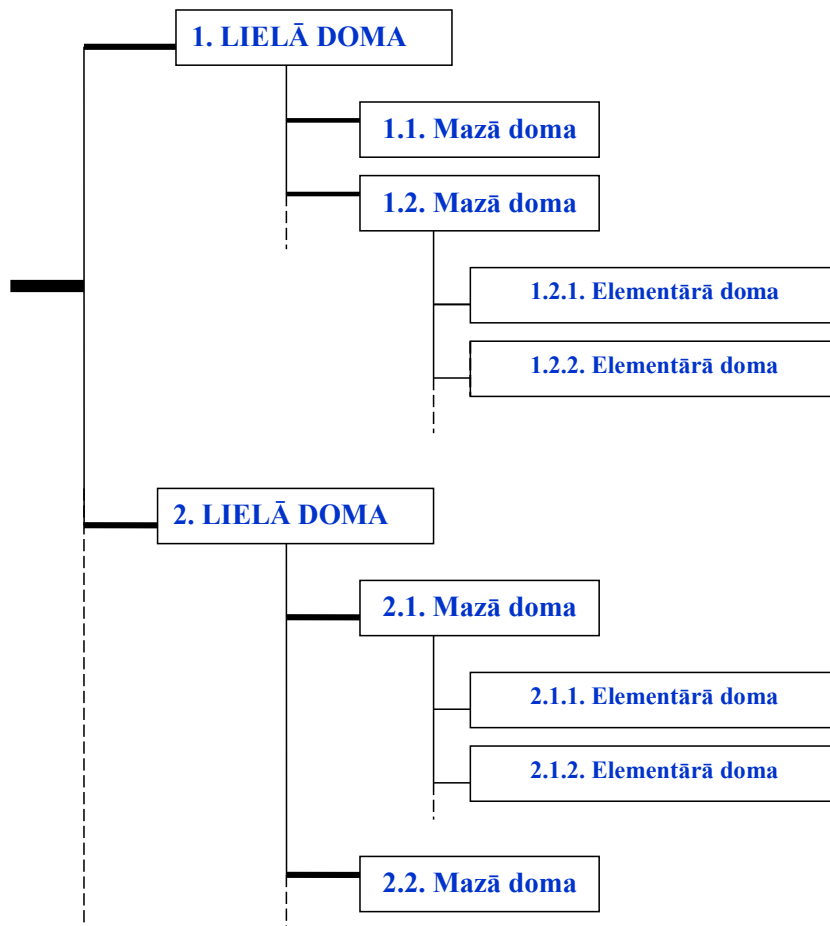 1. LIELĀ DOMA
1.1. Mazā doma
1.2. Mazā doma
1.2.1. Elementārā doma
1.2.2. Elementārā doma
2. LIELĀ DOMA
2.1. Mazā doma
2.1.1. Elementārā doma
2.1.2. Elementārā doma
2.2. Mazā doma